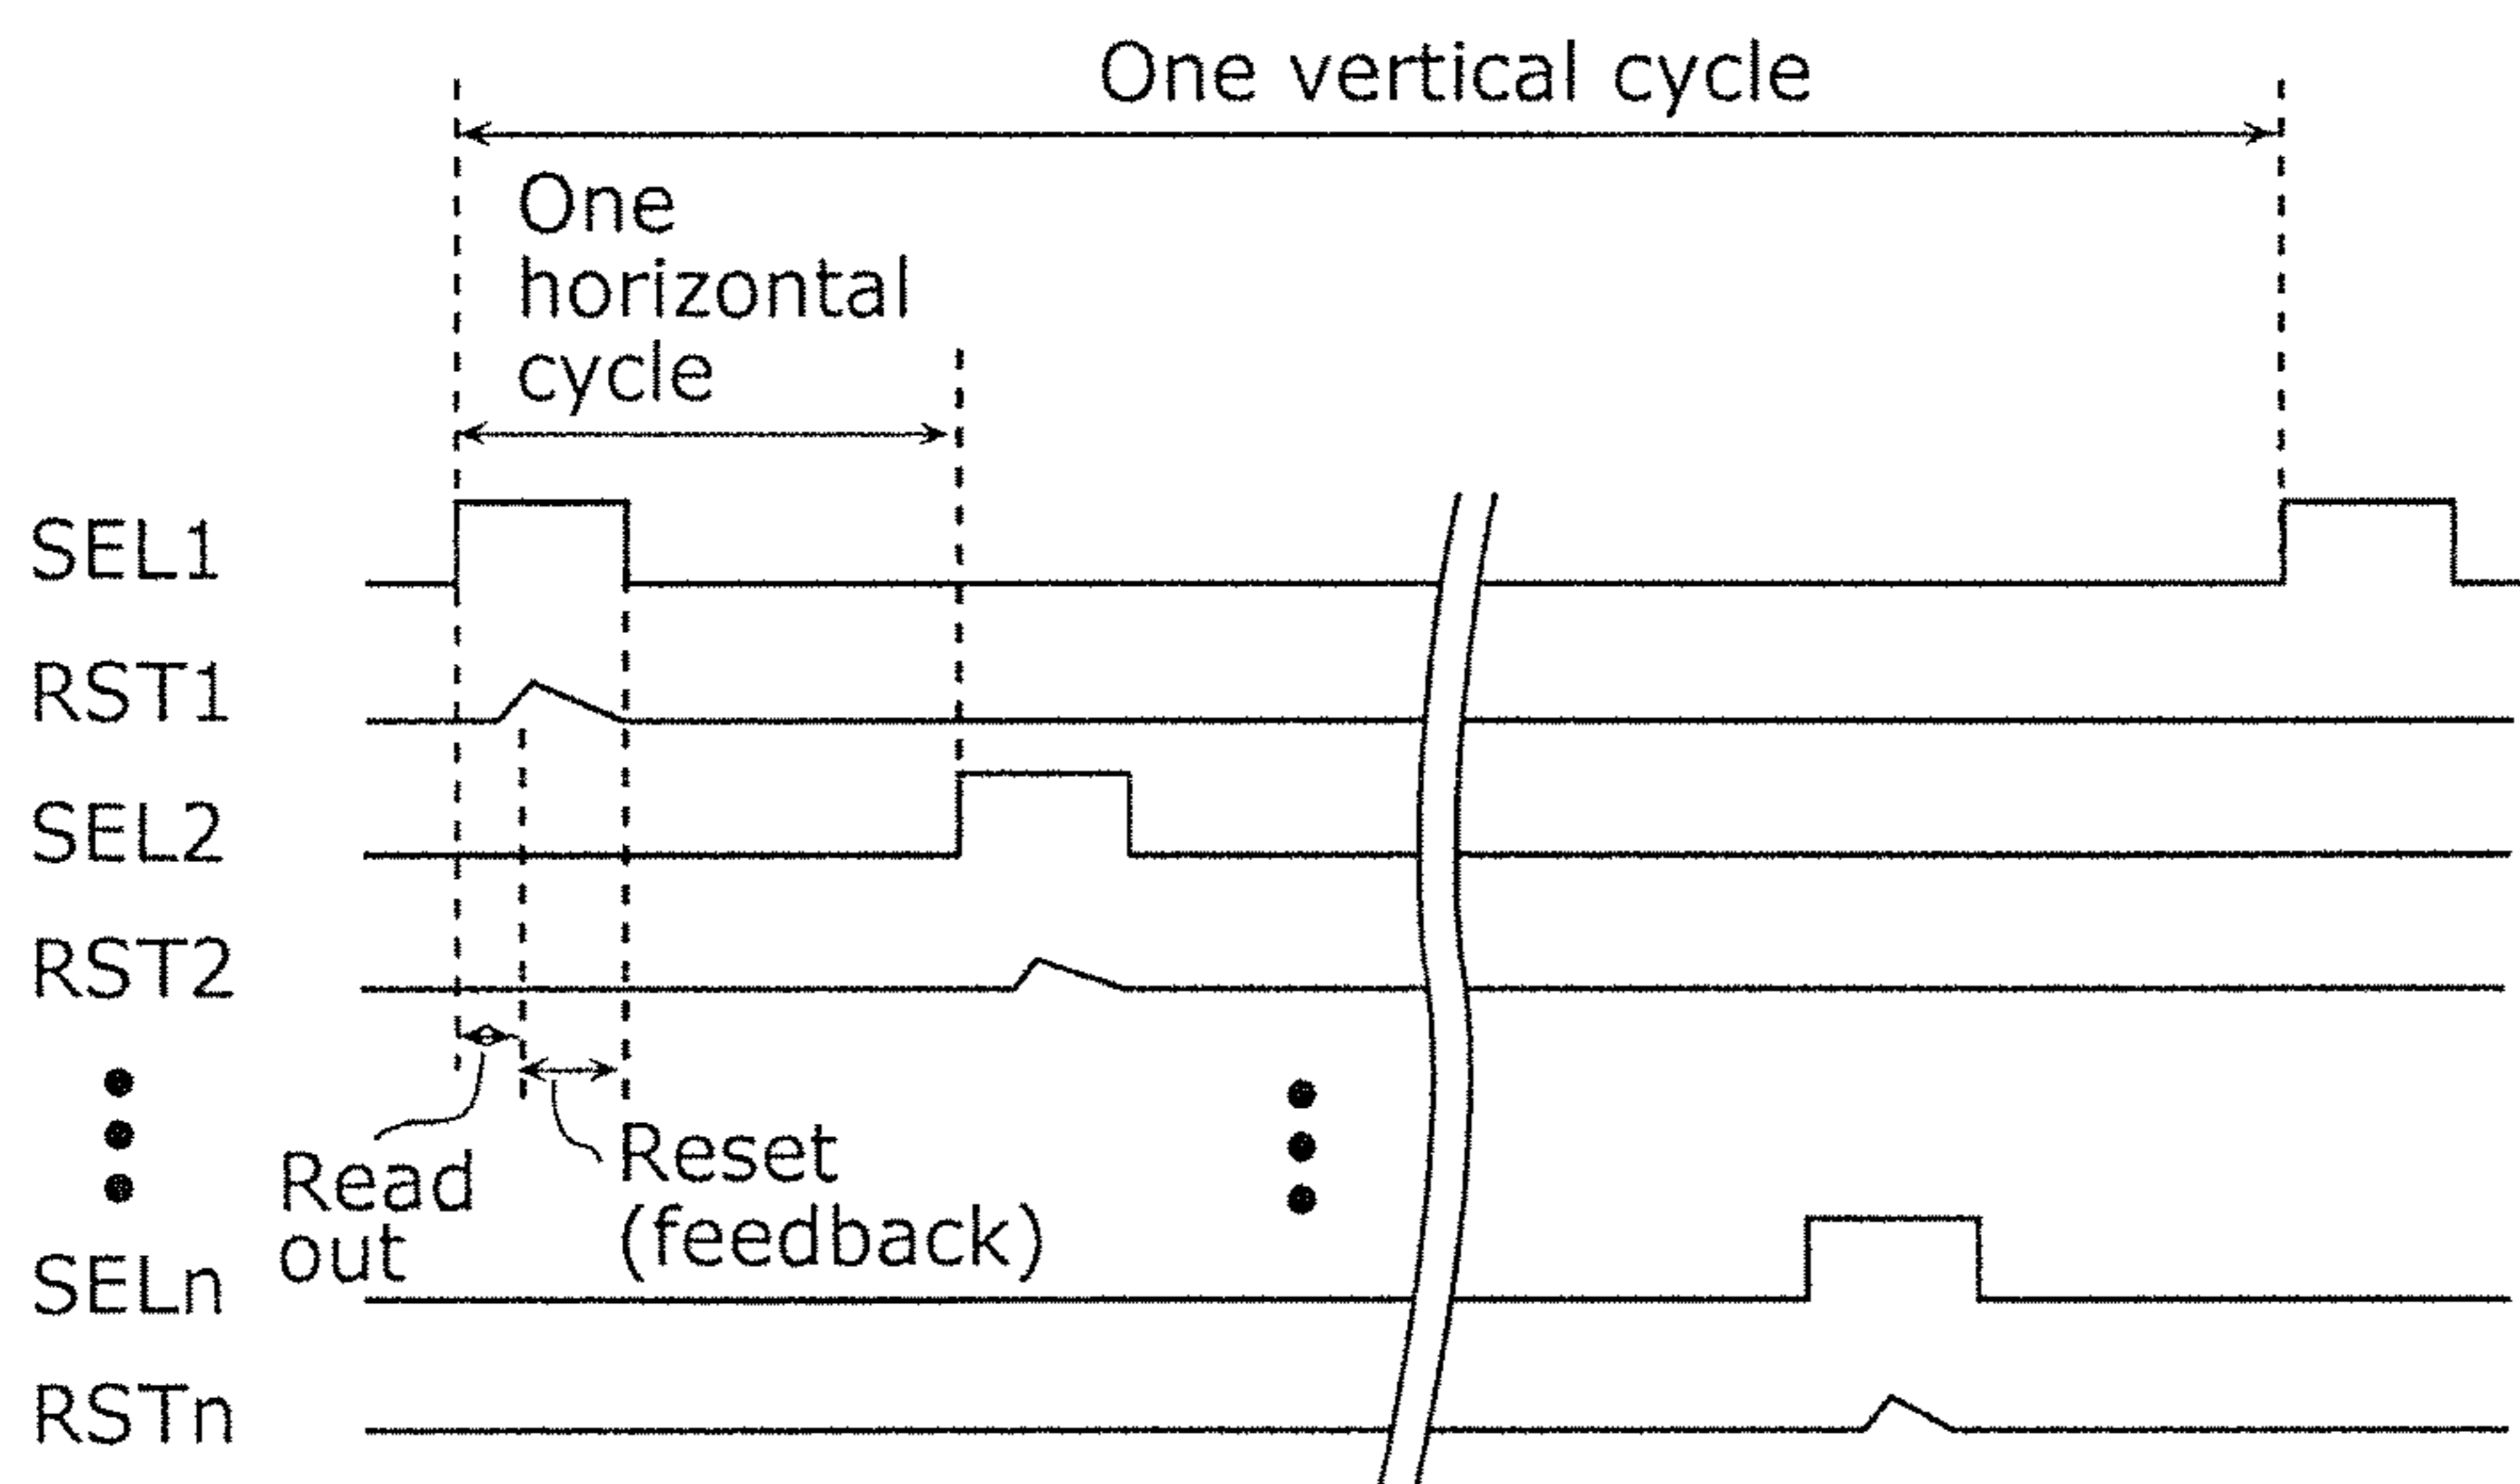 One vertical cycle
One
horizontal
cycle
SEL1
RST1
SEL2
RST2
Read
out
Reset
(feedback)
SELn
RSTn